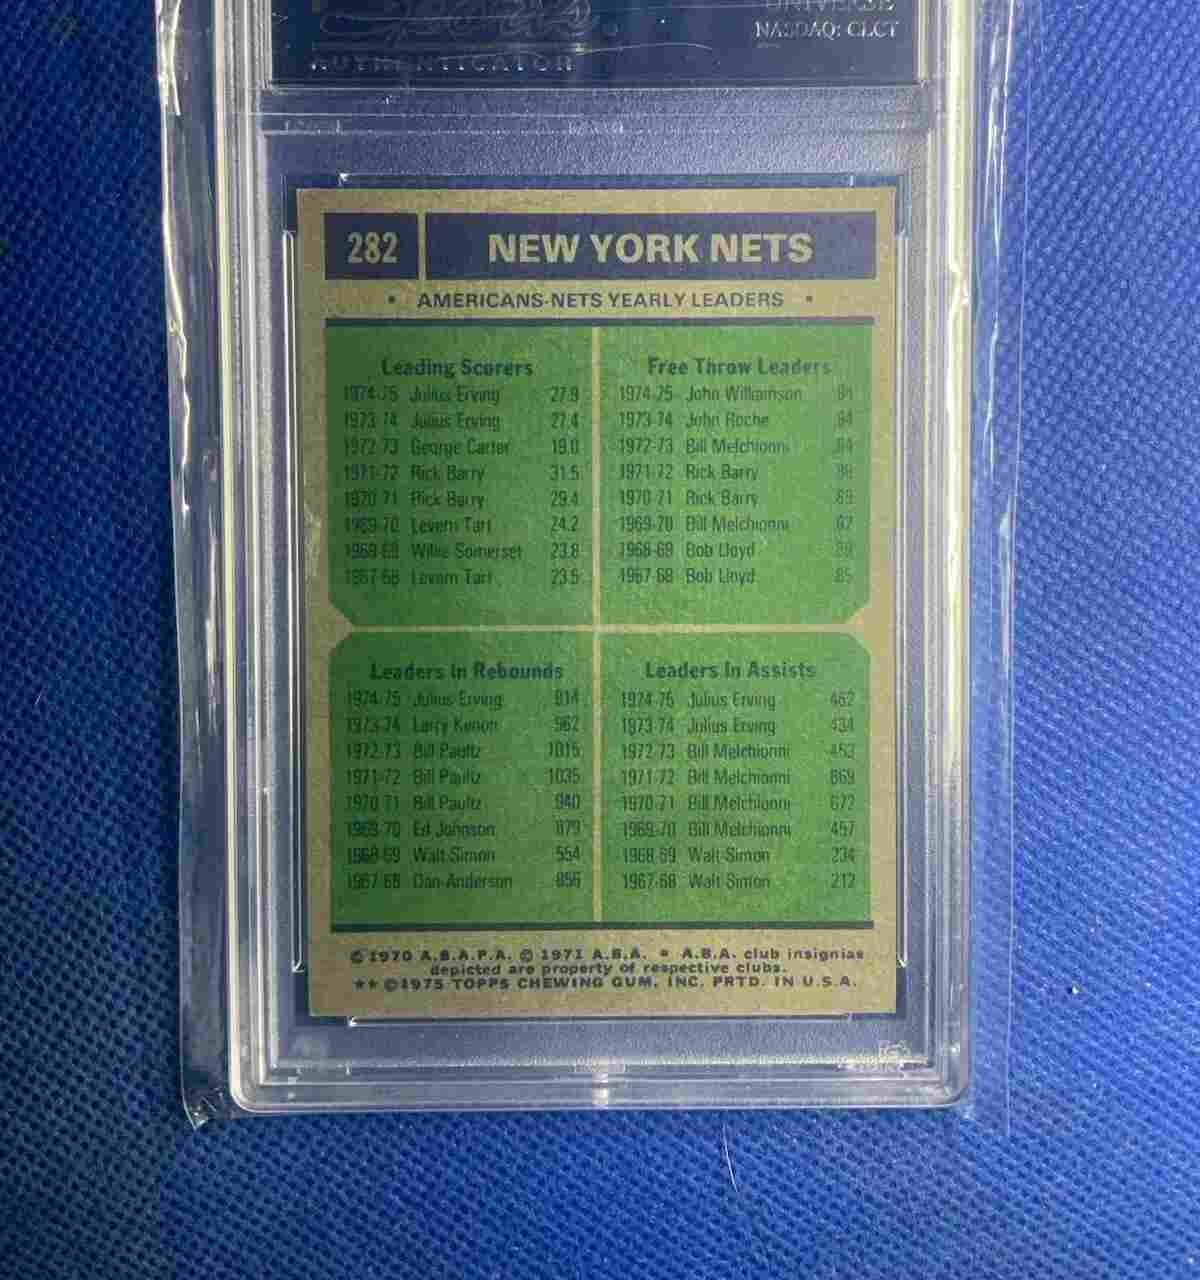 UNIVERSE
Sports
NASDAQ: CLCT
AUTHENTICATOR
282 NEW YORK NETS
• AMERICANS-NETS YEARLY LEADERS •
Leading Scorers
1974-75 Julius Erving 27.9
1973-74 Julius Erving 27.4
1972-73 George Carter 19.0
1971-72 Rick Barry 31.5
1970-71 Rick Barry 29.4
1969-70 Levern Tart 24.2
1968-69 Willie Somerset 23.8
1967-68 Levern Tart 23.5
Free Throw Leaders
1974-75 John Williamson
1973-74 John Roche 84
1972-73 Bill Melchionni 84
1971-72 Rick Barry
1970-71 Rick Barry 89
1969-70 Bill Melchionni
1968-69 Bob Lloyd
1967-68 Bob Lloyd 85
Leaders In Rebounds
1974-75 Julius Erving 914
1973-74 Larry Kenon 962
1972-73 Bill Paultz 1015
1971-72 Bill Paultz 1035
1970-71 Bill Paultz 940
1969-70 Ed Johnson 879
1968-69 Walt Simon 554
1967-68 Dan Anderson 856
Leaders In Assists
1974-75 Julius Erving 462
1973-74 Julius Erving 434
1972-73 Bill Melchionni 453
1971-72 Bill Melchionni 669
1970-71 Bill Melchionni 672
1969-70 Bill Melchionni 457
1968-69 Walt Simon 234
1967-68 Walt Simon 212
© 1970 A.B.A.P.A. © 1971 A.B.A. • A.B.A. club insignias
depicted are property of respective clubs.
★★ © 1975 TOPPS CHEWING GUM, INC. PRTD. IN U.S.A.